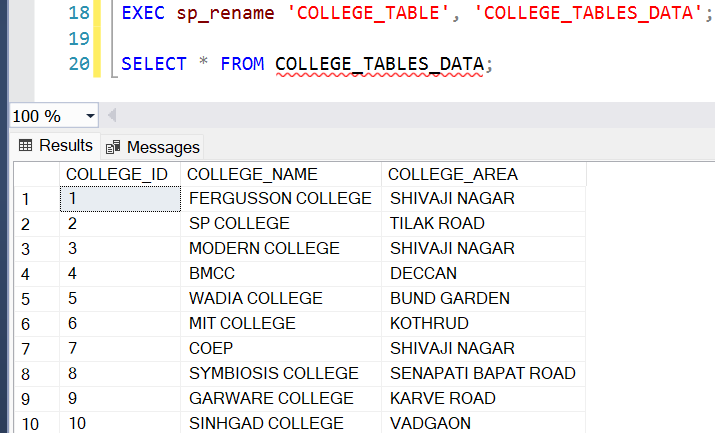 18 EXEC sp_rename 'COLLEGE_TABLE', 'COLLEGE_TABLES_DATA';
19
20 SELECT * FROM COLLEGE_TABLES_DATA;
100 %
Results Messages
COLLEGE_ID COLLEGE_NAME COLLEGE_AREA
1 1 FERGUSSON COLLEGE SHIVAJI NAGAR
2 2 SP COLLEGE TILAK ROAD
3 3 MODERN COLLEGE SHIVAJI NAGAR
4 4 BMCC DECCAN
5 5 WADIA COLLEGE BUND GARDEN
6 6 MIT COLLEGE KOTHRUD
7 7 COEP SHIVAJI NAGAR
8 8 SYMBIOSIS COLLEGE SENAPATI BAPAT ROAD
9 9 GARWARE COLLEGE KARVE ROAD
10 10 SINHGAD COLLEGE VADGAON